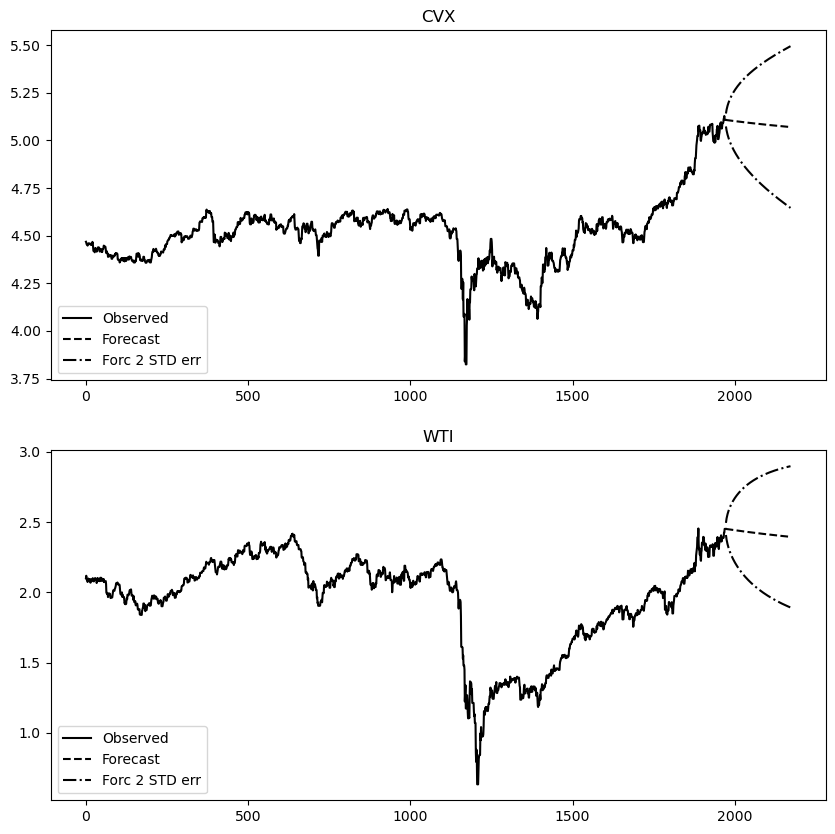 CVX
5.50
5.25
5.00
4.75
4.50
4.25
4.00
3.75
Observed
Forecast
Forc 2 STD err
0 500 1000 1500 2000
WTI
3.0
2.5
2.0
1.5
1.0
Observed
Forecast
Forc 2 STD err
0 500 1000 1500 2000